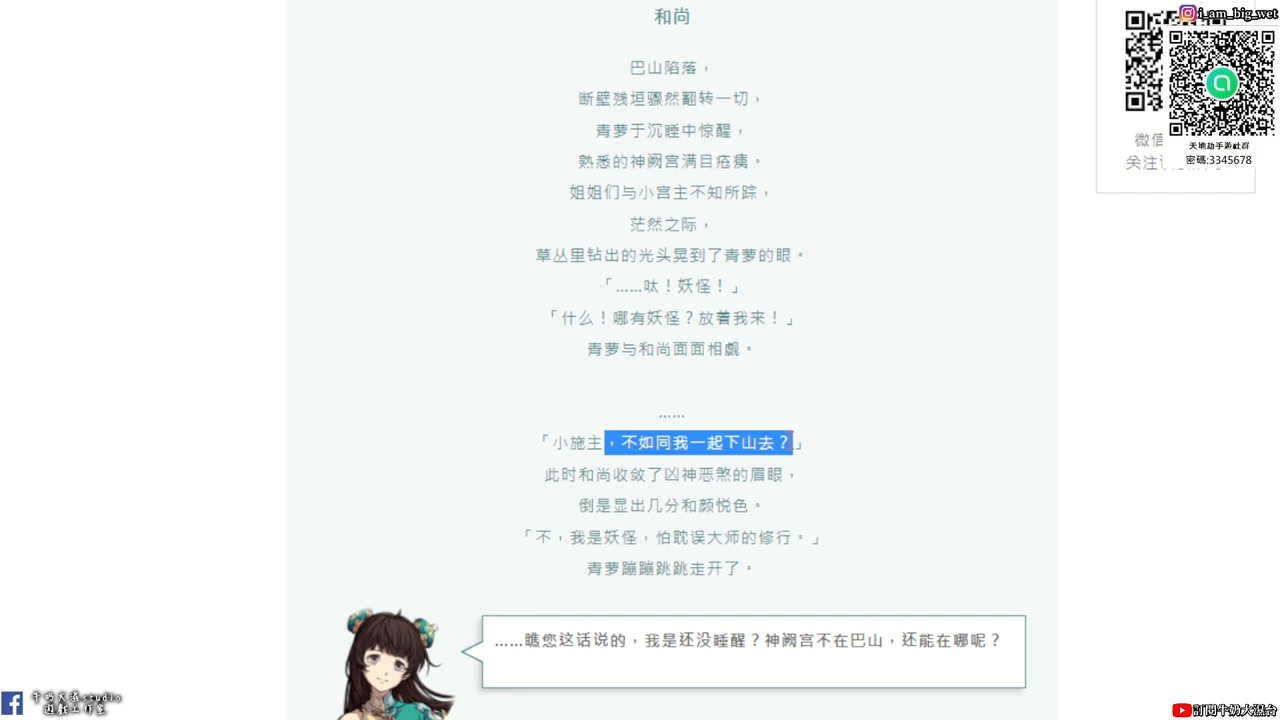 和尚
巴山陷落，
断壁残垣骤然翻转一切，
青萝于沉睡中惊醒，
熟悉的神阙宫满目疮痍。
姐姐们与小宫主不知所踪，
茫然之际，
草丛里钻出的光头晃到了青萝的眼。
「……呔！妖怪！」
「什么！哪有妖怪？放着我来！」
青萝与和尚面面相觑。
……
「小施主，不如同我一起下山去？」
此时和尚收敛了凶神恶煞的眉眼，
倒是显出几分和颜悦色。
「不，我是妖怪，怕耽误大师的修行。」
青萝蹦蹦跳跳走开了。
……瞧您这话说的，我是还没睡醒？神阙宫不在巴山，还能在哪呢？
i_am_big_wet
天地劫手游社群
密碼:3345678
微信
关注
studio
遊戲工作室
訂閱牛奶大濕台